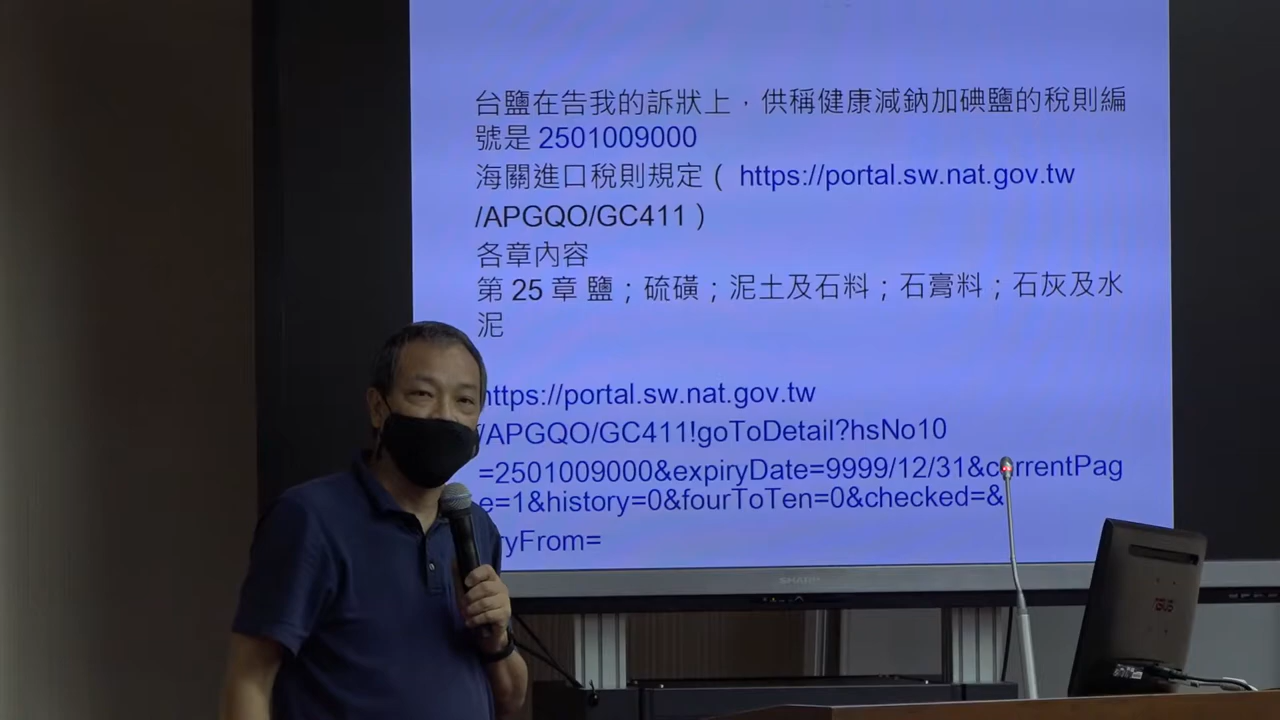 台鹽在告我的訴狀上，供稱健康減鈉加碘鹽的稅則編
號是 2501009000
海關進口稅則規定（ https://portal.sw.nat.gov.tw
/APGQO/GC411 ）
各章內容
第 25 章 鹽；硫磺；泥土及石料；石膏料；石灰及水
泥
https://portal.sw.nat.gov.tw
/APGQO/GC411!goToDetail?hsNo10
=2501009000&expiryDate=9999/12/31&currentPag
e=1&history=0&fourToTen=0&checked=&
ryFrom=
SHARP
ASUS